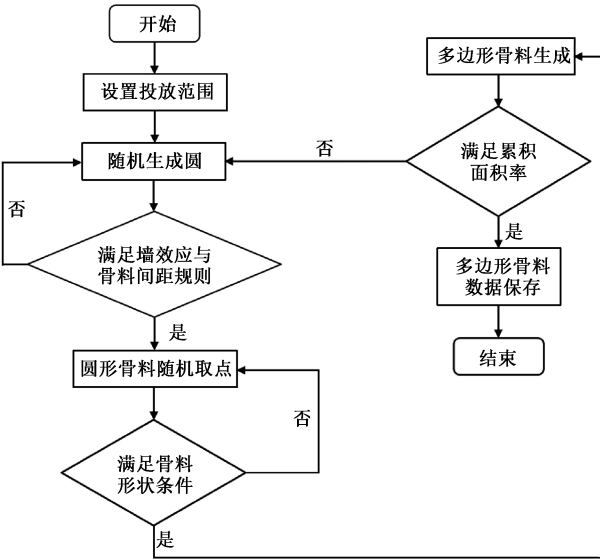 开始
设置投放范围
随机生成圆
否
满足墙效应与
骨料间距规则
是
圆形骨料随机取点
否
满足骨料
形状条件
是
多边形骨料生成
满足累积
面积率
否
是
多边形骨料
数据保存
结束